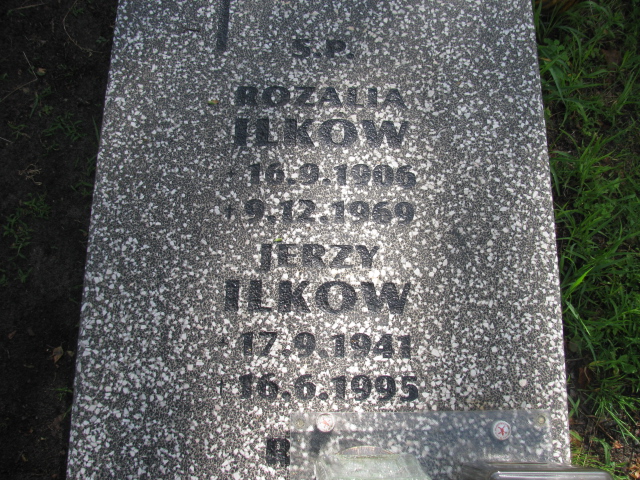 S.P.
ROZALIA
ILKOW
* 16.9.1906
† 9.12.1969
JERZY
ILKOW
* 17.9.1941
† 16.6.1995
R